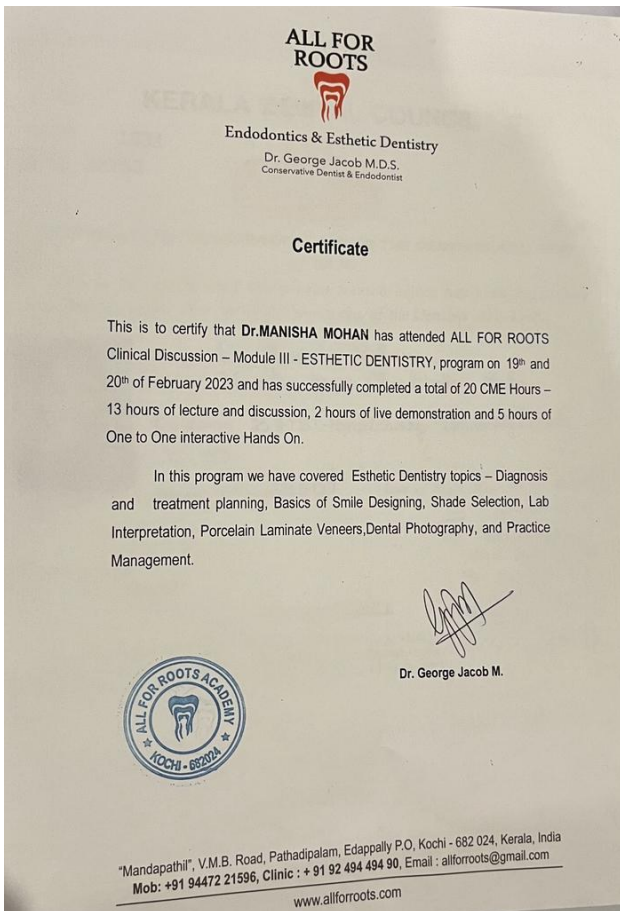 ALL FOR
ROOTS
Endodontics & Esthetic Dentistry
Dr. George Jacob M.D.S.
Conservative Dentist & Endodontist
Certificate
This is to certify that Dr.MANISHA MOHAN has attended ALL FOR ROOTS
Clinical Discussion – Module III - ESTHETIC DENTISTRY, program on 19th and
20th of February 2023 and has successfully completed a total of 20 CME Hours –
13 hours of lecture and discussion, 2 hours of live demonstration and 5 hours of
One to One interactive Hands On.
In this program we have covered Esthetic Dentistry topics – Diagnosis
and treatment planning, Basics of Smile Designing, Shade Selection, Lab
Interpretation, Porcelain Laminate Veneers,Dental Photography, and Practice
Management.
Dr. George Jacob M.
ALL FOR ROOTS ACADEMY
KOCHI - 682024
"Mandapathil", V.M.B. Road, Pathadipalam, Edappally P.O, Kochi - 682 024, Kerala, India
Mob: +91 94472 21596, Clinic : + 91 92 494 494 90, Email : allforroots@gmail.com
www.allforroots.com